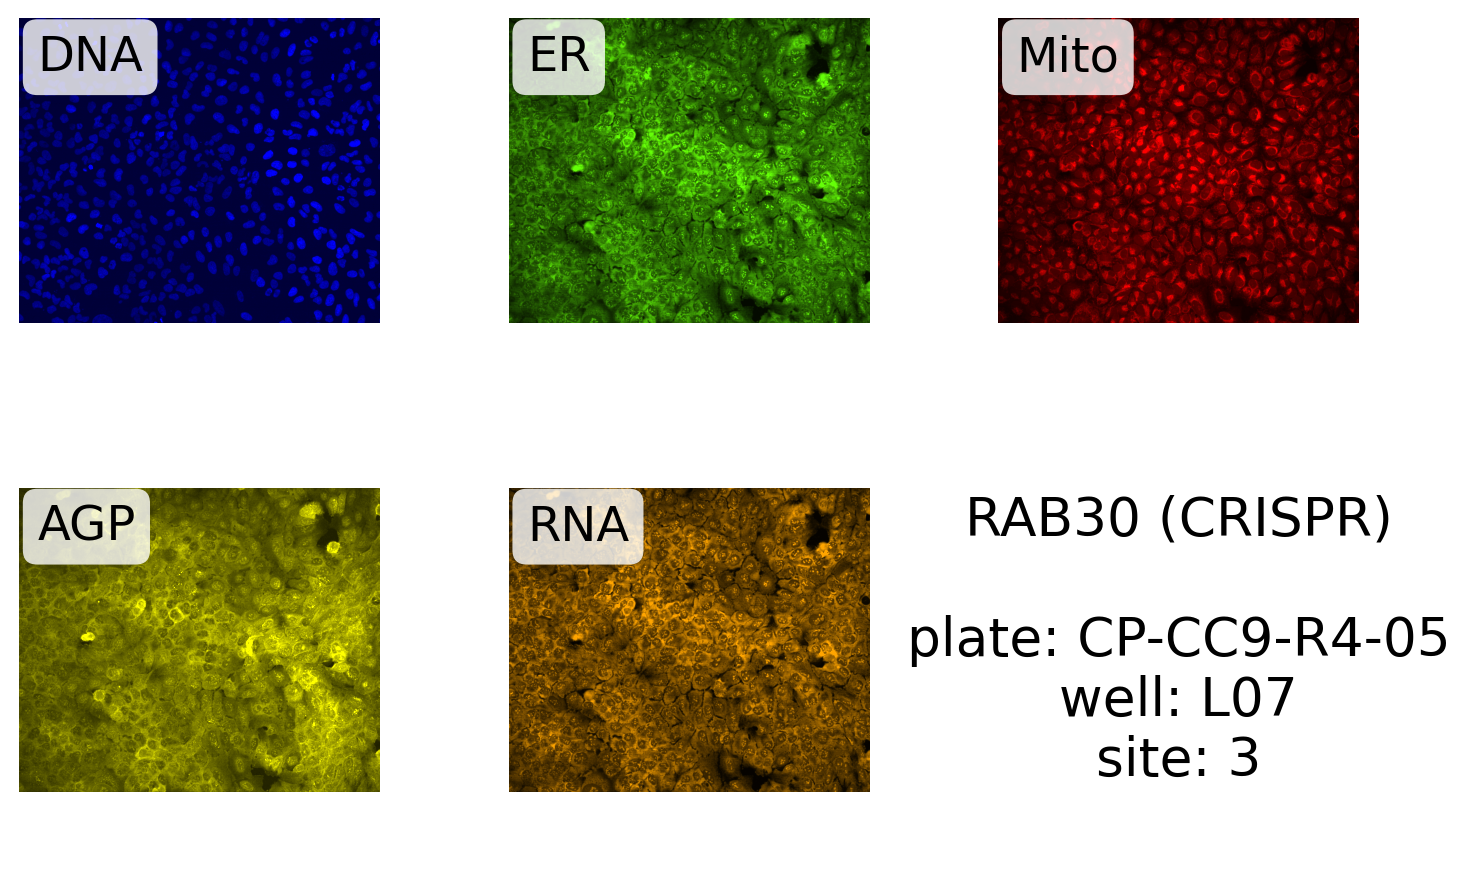 DNA
ER
Mito
AGP
RNA
RAB30 (CRISPR)
plate: CP-CC9-R4-05
well: L07
site: 3